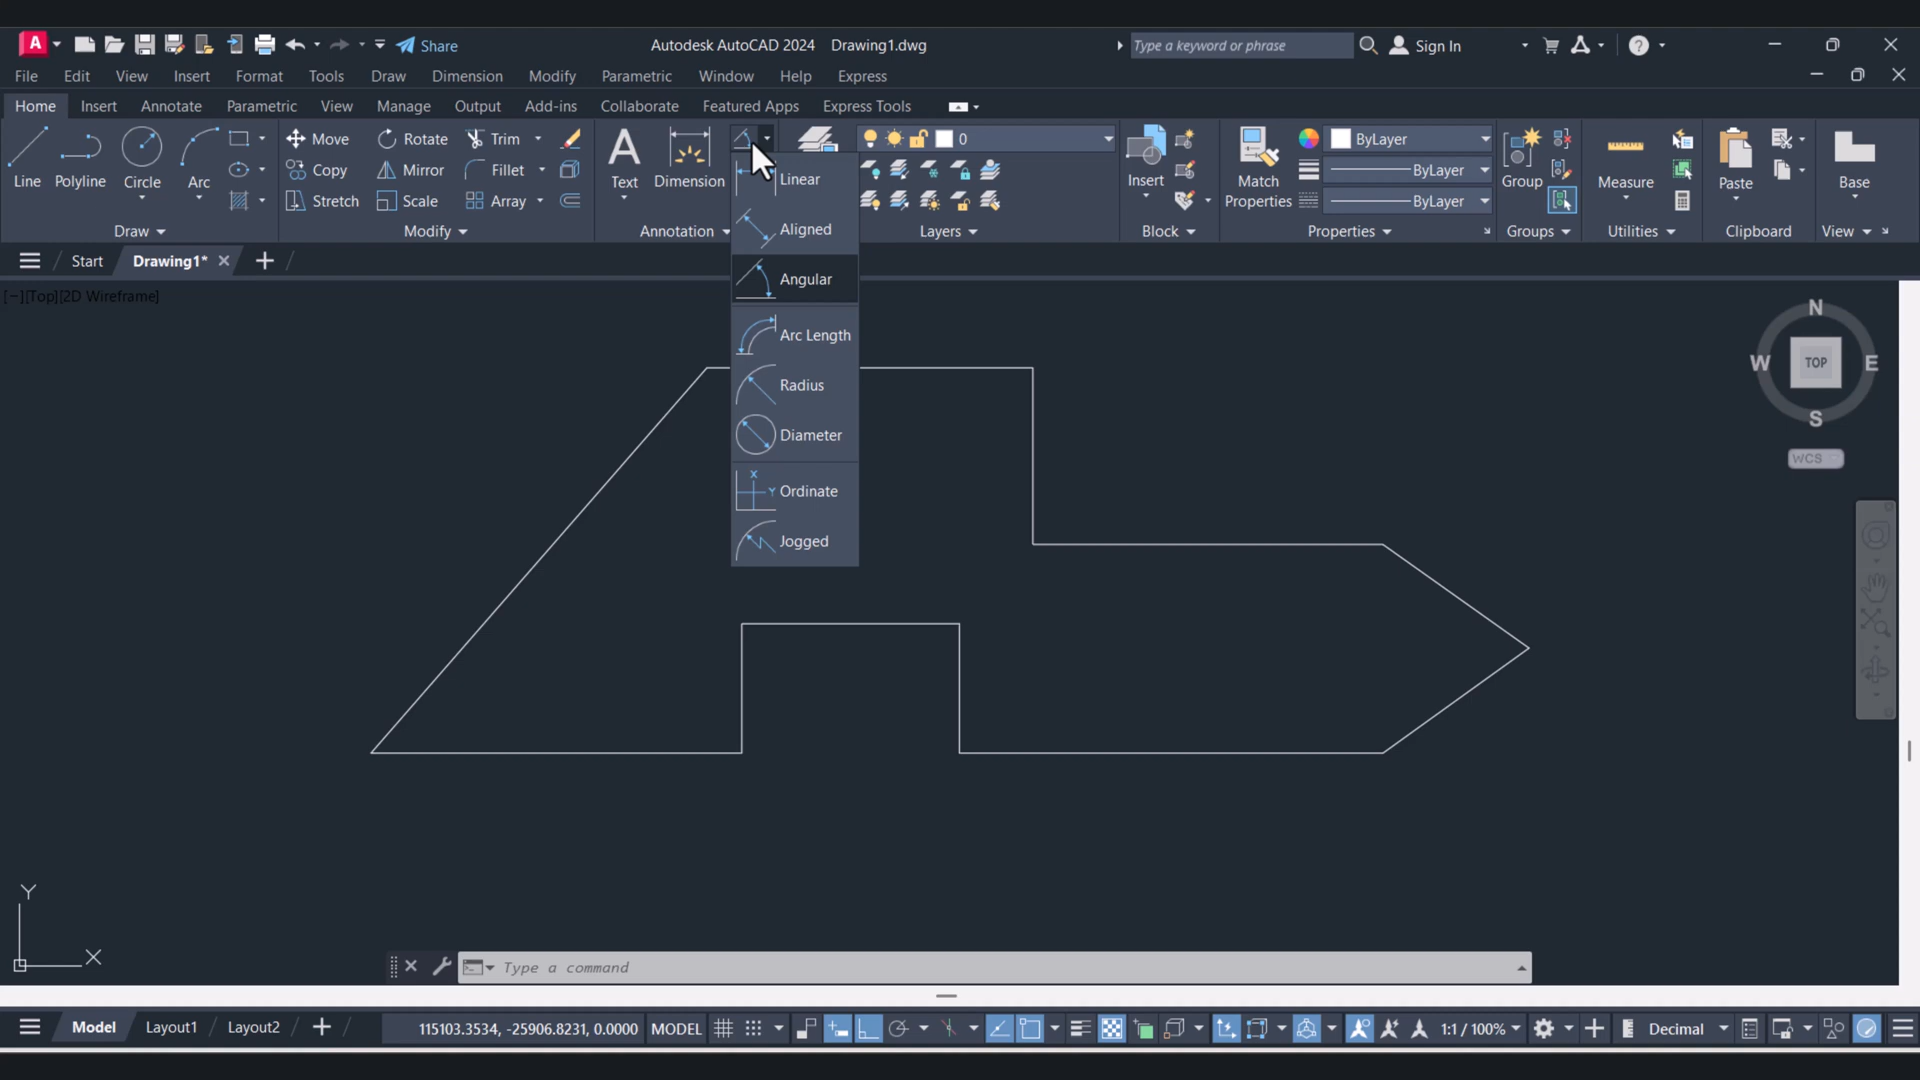 A Share Autodesk AutoCAD 2024 Drawing1.dwg Type a keyword or phrase Sign In ?
File Edit View Insert Format Tools Draw Dimension Modify Parametric Window Help Express
Home Insert Annotate Parametric View Manage Output Add-ins Collaborate Featured Apps Express Tools
Move Rotate Trim 0 ByLayer
Copy Mirror Fillet ByLayer
Line Polyline Circle Arc Text Dimension Linear Insert Match Properties Group Measure Paste Base
Stretch Scale Array ByLayer
Draw Modify Annotation Aligned Layers Block Properties Groups Utilities Clipboard View
Start Drawing1* +
Angular
[−][Top][2D Wireframe]
Arc Length
Radius
Diameter
X
Y Ordinate
Jogged
N
W TOP E
S
WCS
Y
X
Type a command
Model Layout1 Layout2 + 115103.3534, -25906.8231, 0.0000 MODEL 1:1 / 100% Decimal